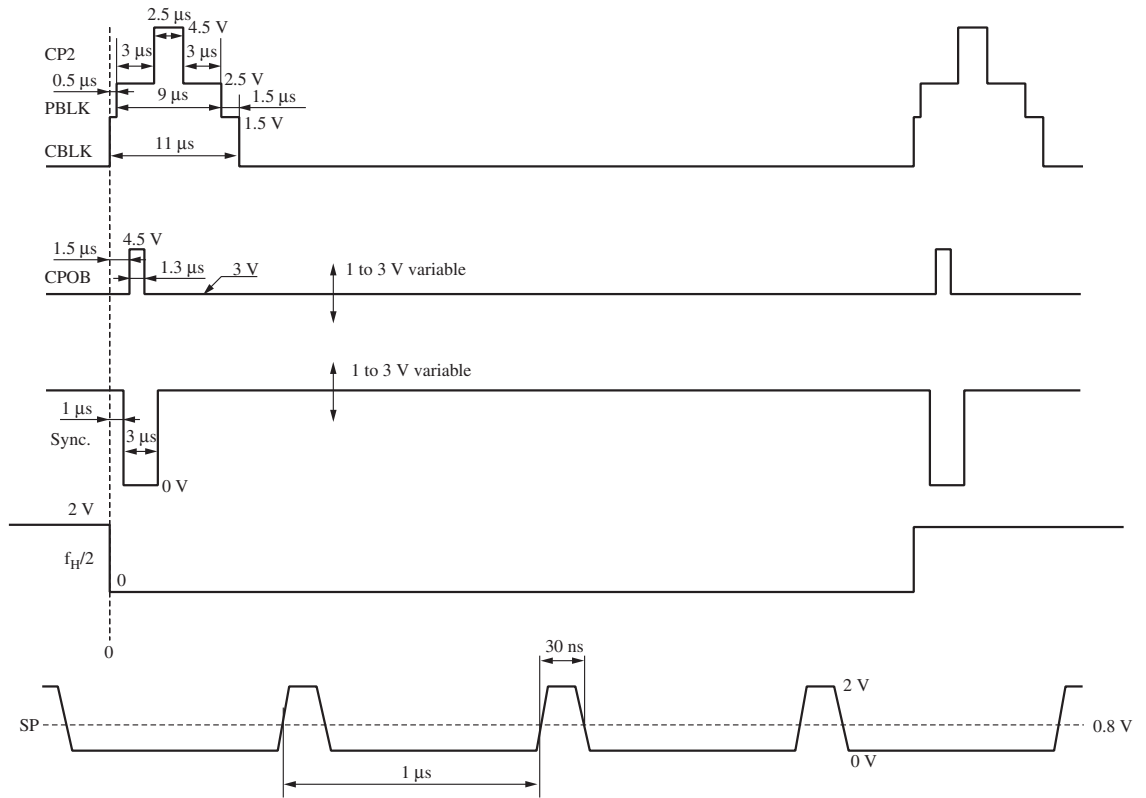 2.5 µs
4.5 V
CP2
3 µs
3 µs
2.5 V
0.5 µs
9 µs
1.5 µs
PBLK
1.5 V
CBLK
11 µs
4.5 V
1.5 µs
1.3 µs
3 V
1 to 3 V variable
CPOB
1 to 3 V variable
1 µs
3 µs
Sync.
0 V
2 V
fH/2
0
0
30 ns
2 V
SP
0.8 V
0 V
1 µs